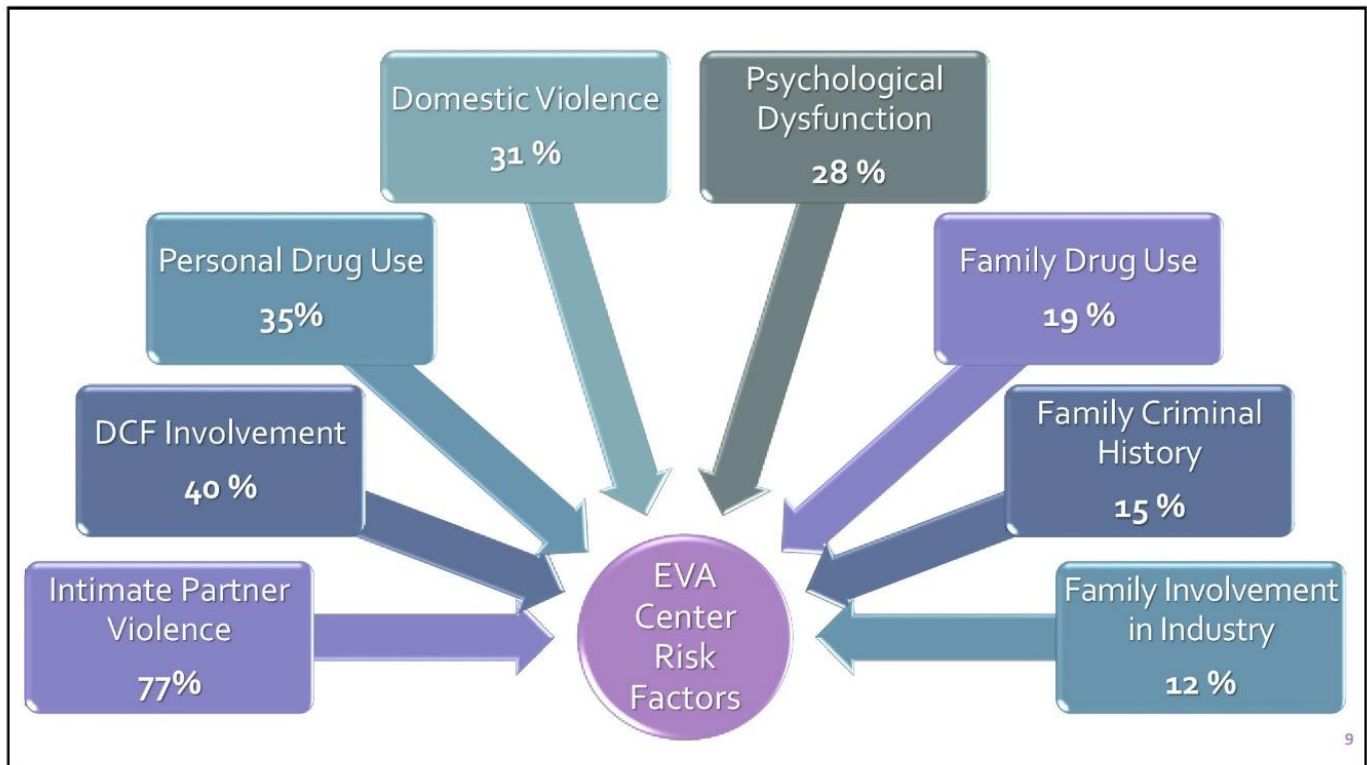 Intimate Partner
Violence
77%
DCF Involvement
40 %
Personal Drug Use
35%
Domestic Violence
31 %
Psychological
Dysfunction
28 %
Family Drug Use
19 %
Family Criminal
History
15 %
Family Involvement
in Industry
12 %
EVA
Center
Risk
Factors
9